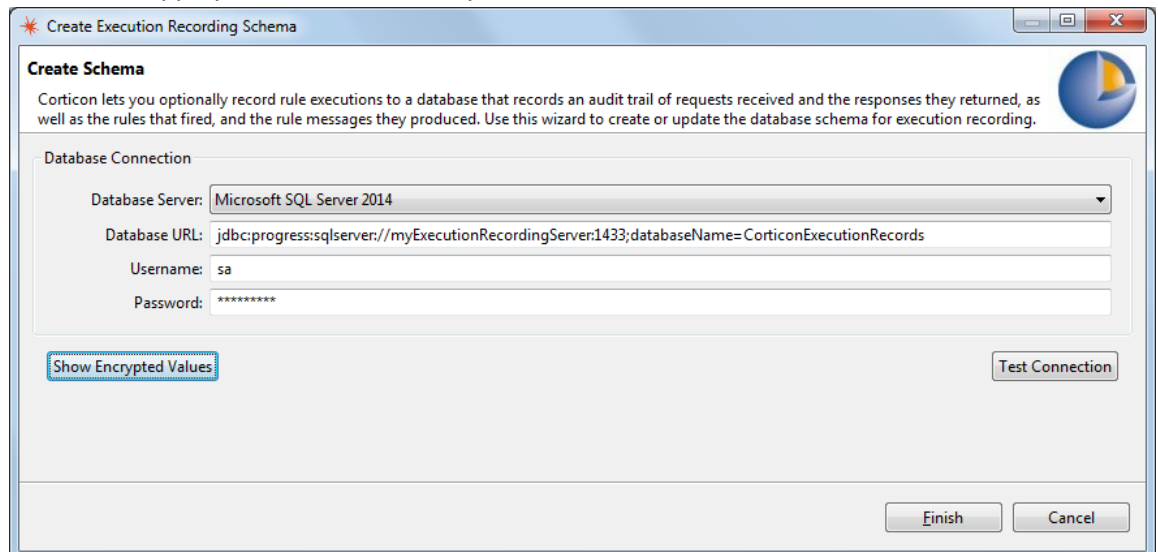 Create Execution Recording Schema
Create Schema
Corticon lets you optionally record rule executions to a database that records an audit trail of requests received and the responses they returned, as
well as the rules that fired, and the rule messages they produced. Use this wizard to create or update the database schema for execution recording.
Database Connection
Database Server: Microsoft SQL Server 2014
Database URL: jdbc:progress:sqlserver://myExecutionRecordingServer:1433;databaseName=CorticonExecutionRecords
Username: sa
Password: *********
Show Encrypted Values Test Connection
Finish Cancel